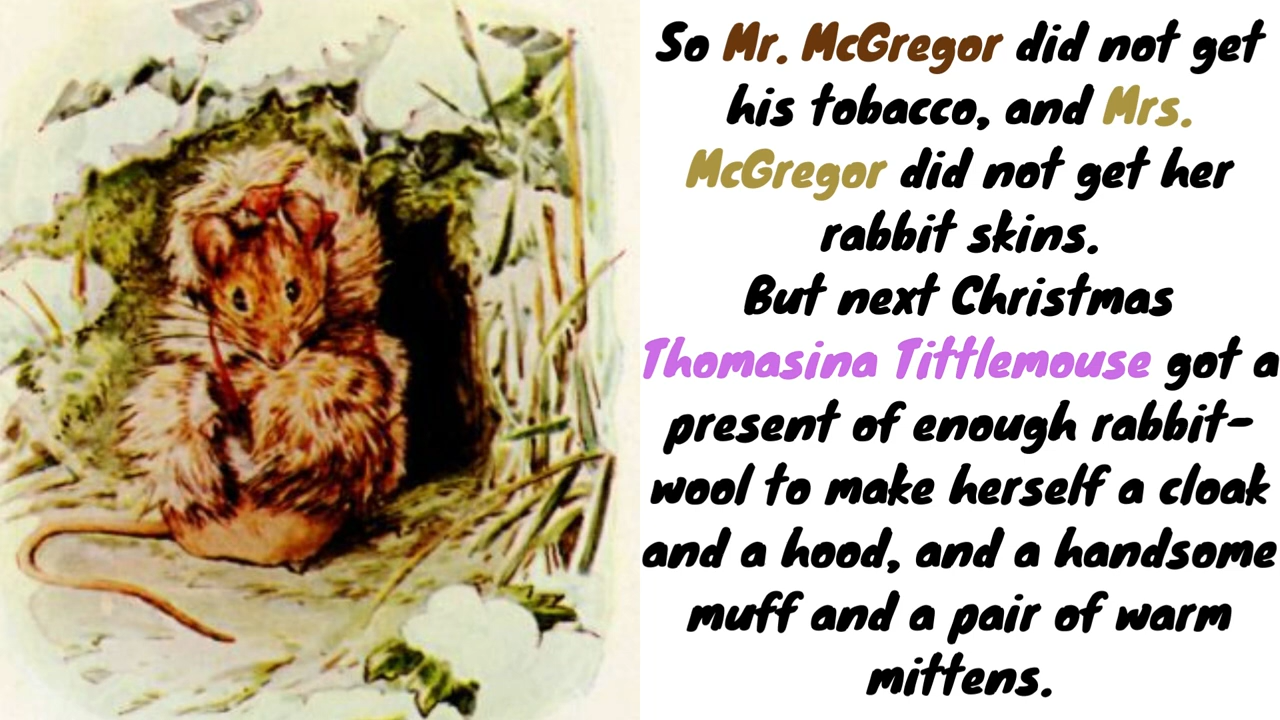 So Mr. McGregor did not get
his tobacco, and Mrs.
McGregor did not get her
rabbit skins.
But next Christmas
Thomasina Tittlemouse got a
present of enough rabbit-
wool to make herself a cloak
and a hood, and a handsome
muff and a pair of warm
mittens.